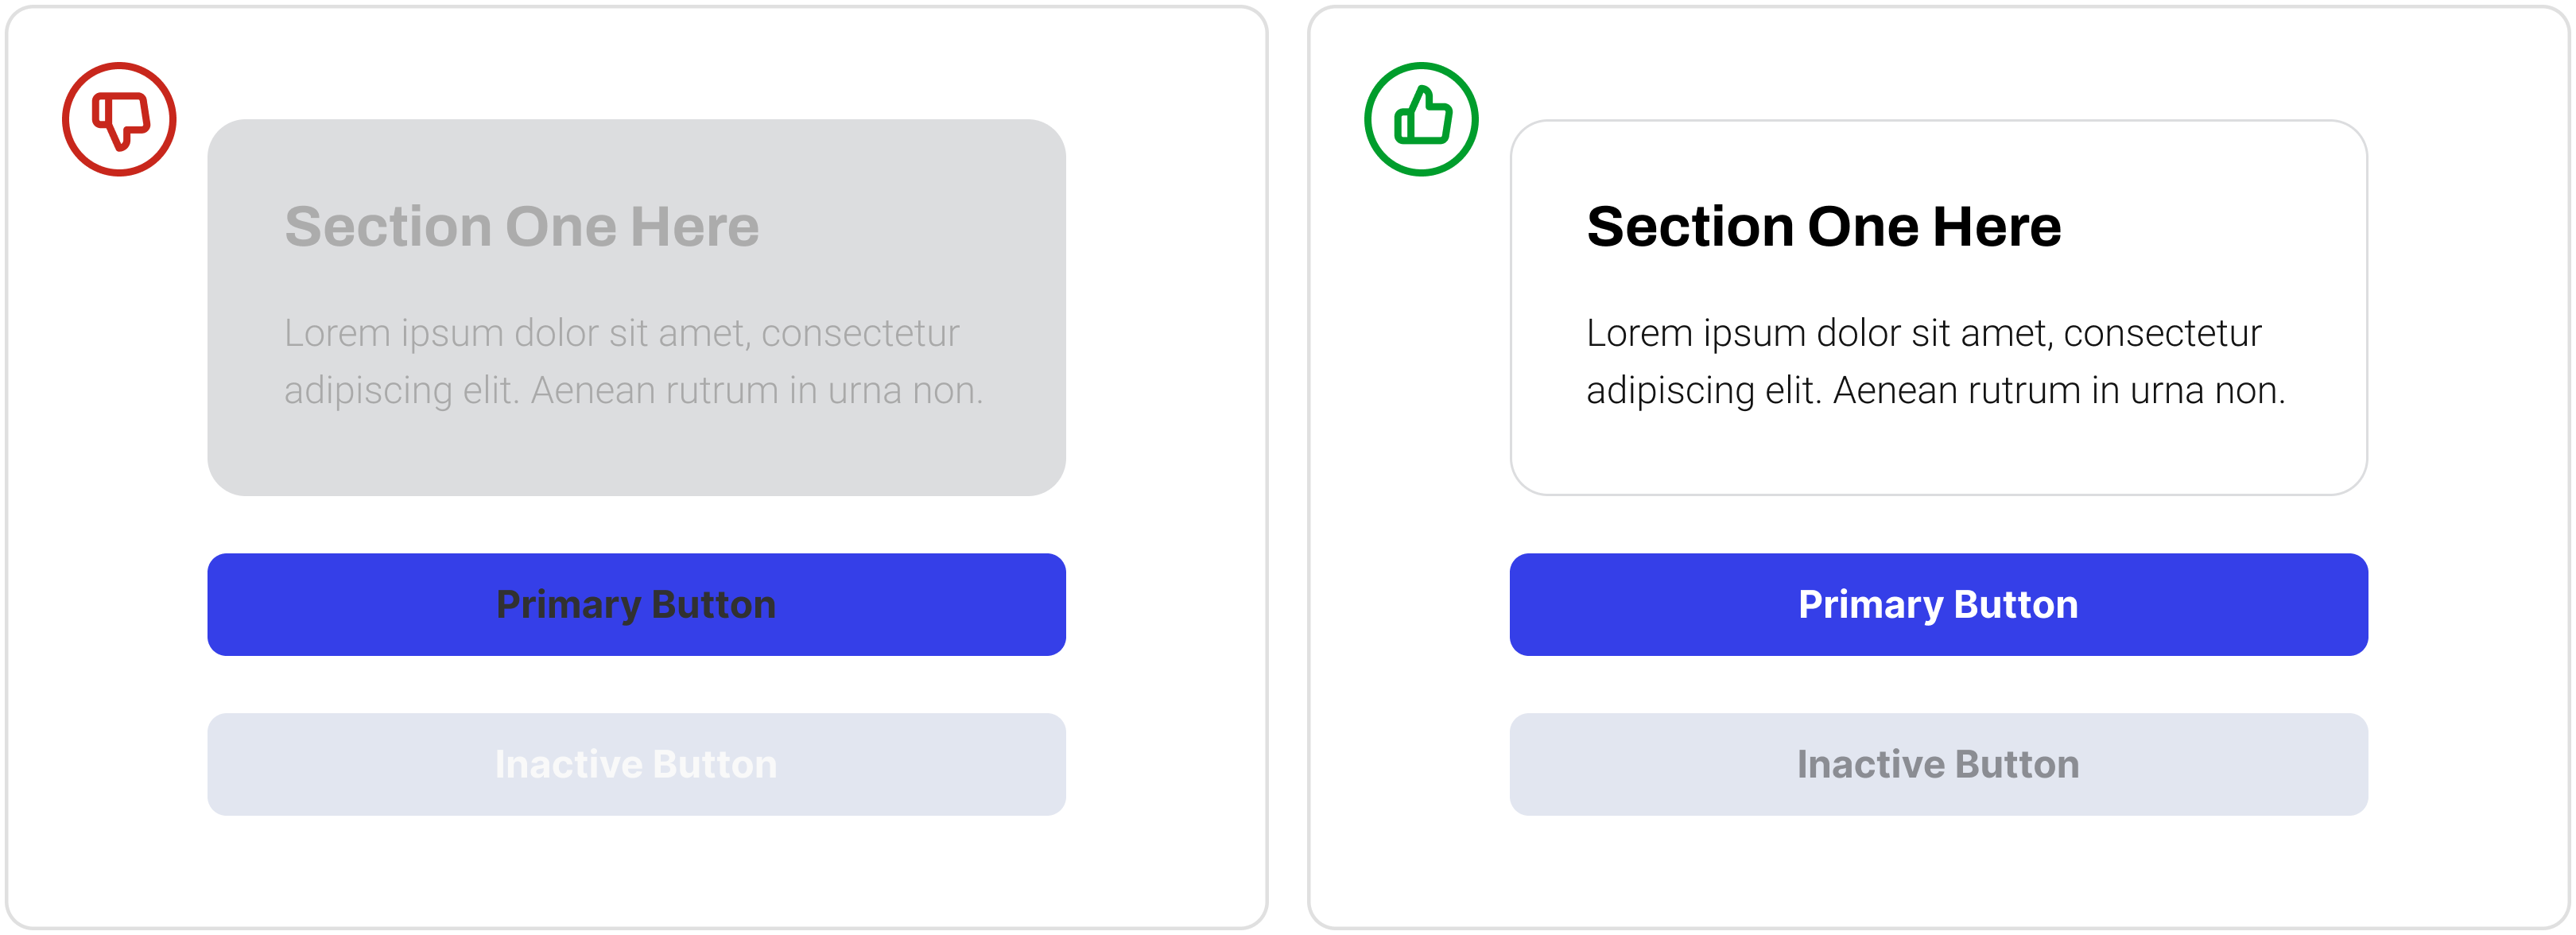 Section One Here
Lorem ipsum dolor sit amet, consectetur
adipiscing elit. Aenean rutrum in urna non.
Primary Button
Inactive Button
Section One Here
Lorem ipsum dolor sit amet, consectetur
adipiscing elit. Aenean rutrum in urna non.
Primary Button
Inactive Button